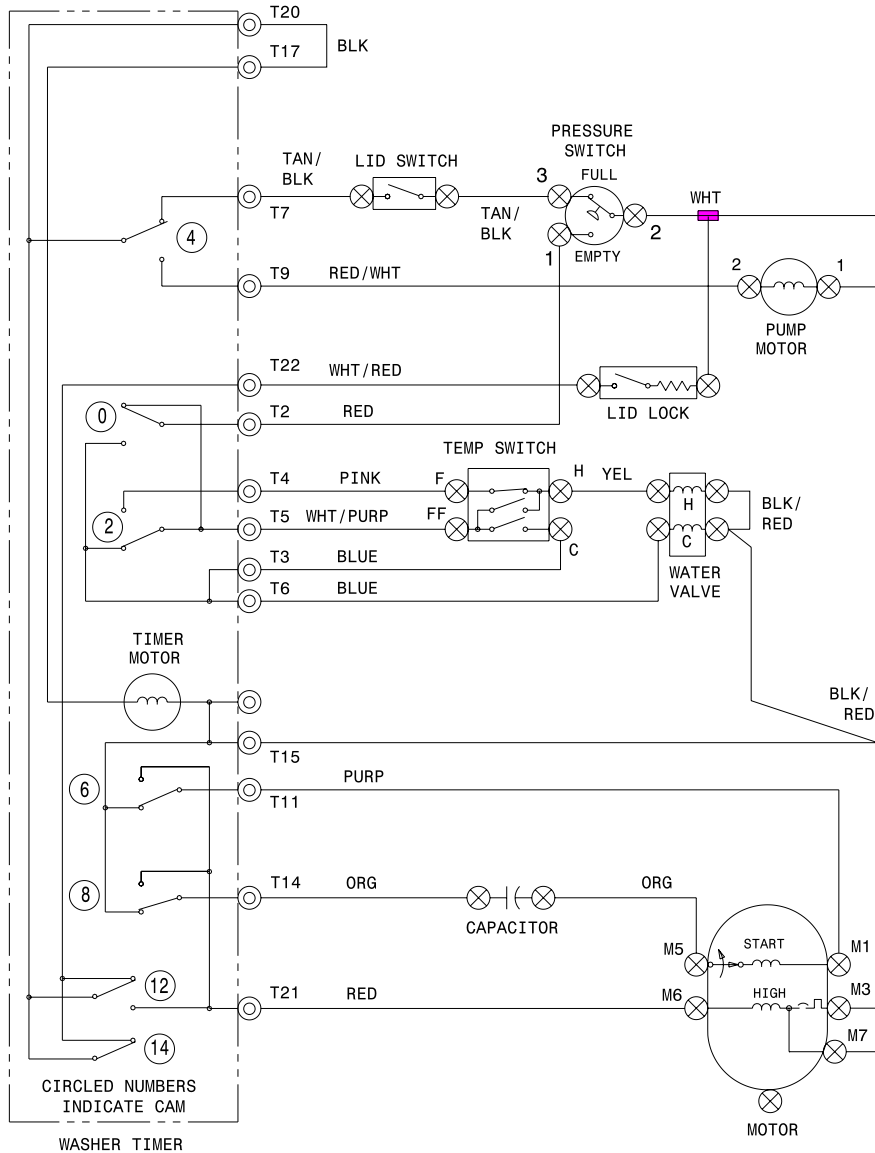 T20
BLK
T17
PRESSURE
SWITCH
TAN/
BLK
LID SWITCH
FULL
3
WHT
T7
TAN/
BLK
2
4
1
EMPTY
T9
RED/WHT
2
1
PUMP
MOTOR
T22
WHT/RED
0
T2
RED
LID LOCK
TEMP SWITCH
T4
PINK
F
H
YEL
H
BLK/
RED
2
T5
WHT/PURP
FF
C
C
T3
BLUE
T6
BLUE
WATER
VALVE
TIMER
MOTOR
BLK/
RED
T15
6
PURP
T11
8
T14
ORG
ORG
CAPACITOR
M5
START
M1
12
T21
RED
M6
HIGH
M3
14
M7
CIRCLED NUMBERS
INDICATE CAM
MOTOR
WASHER TIMER